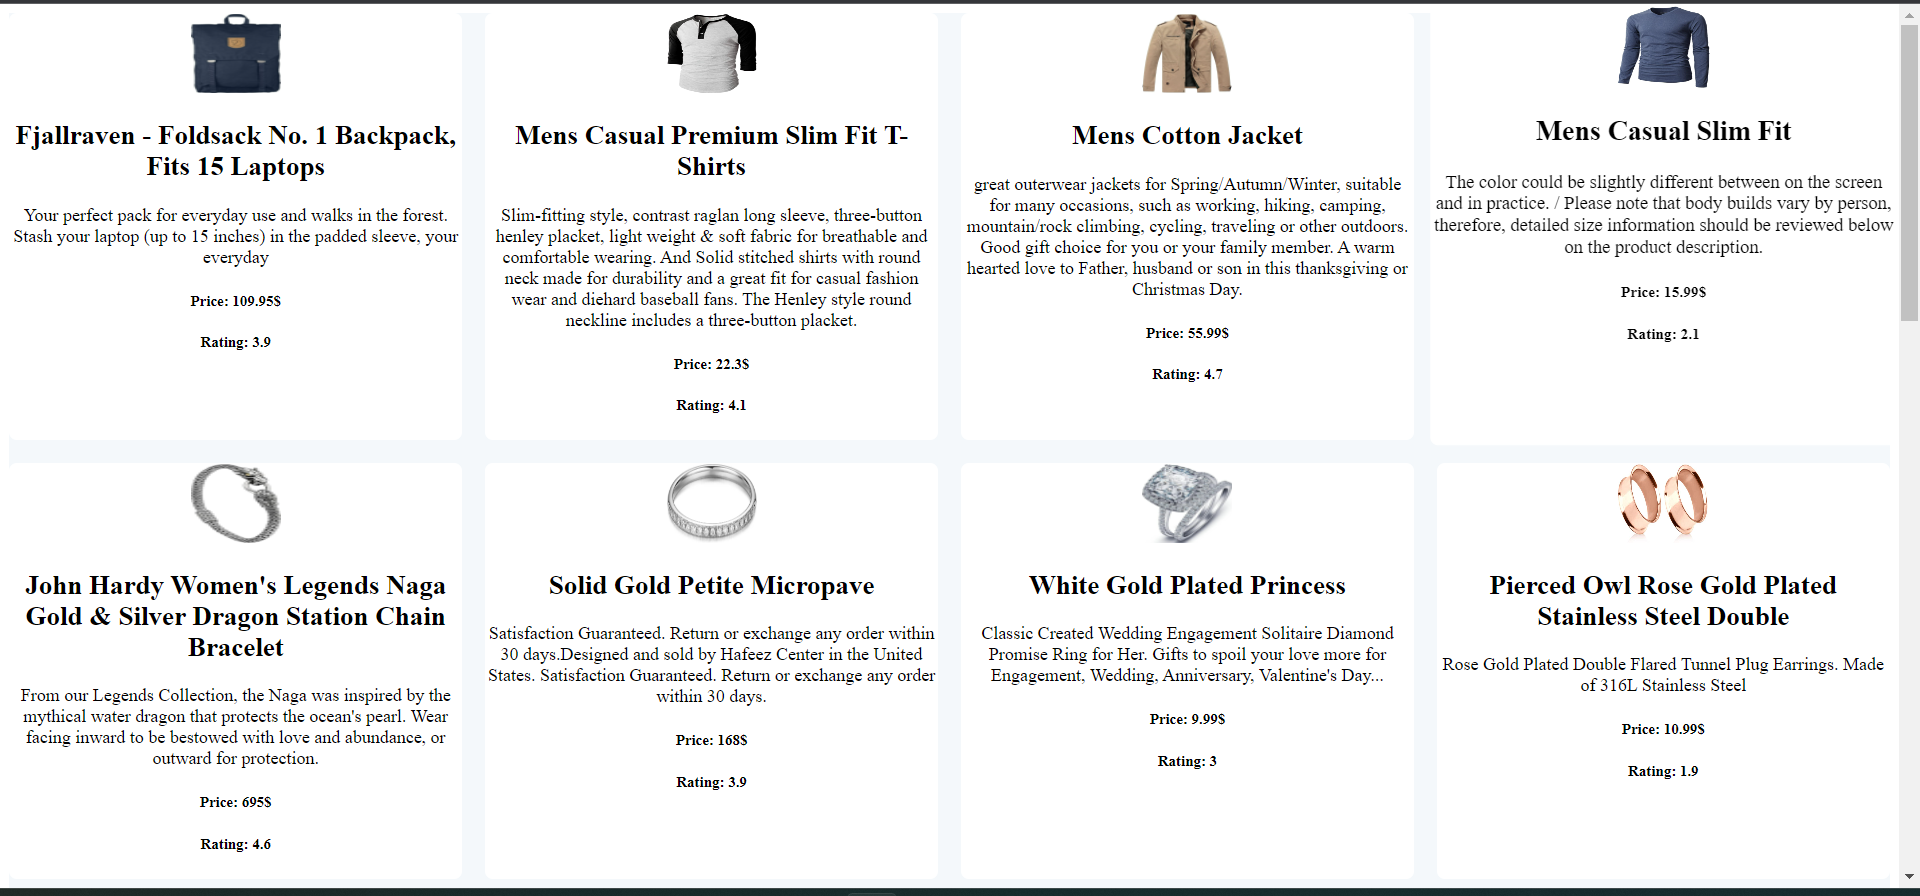 Fjallraven - Foldsack No. 1 Backpack,
Fits 15 Laptops
Your perfect pack for everyday use and walks in the forest.
Stash your laptop (up to 15 inches) in the padded sleeve, your
everyday
Price: 109.95$
Rating: 3.9
Mens Casual Premium Slim Fit T-
Shirts
Slim-fitting style, contrast raglan long sleeve, three-button
henley placket, light weight & soft fabric for breathable and
comfortable wearing. And Solid stitched shirts with round
neck made for durability and a great fit for casual fashion
wear and diehard baseball fans. The Henley style round
neckline includes a three-button placket.
Price: 22.3$
Rating: 4.1
Mens Cotton Jacket
great outerwear jackets for Spring/Autumn/Winter, suitable
for many occasions, such as working, hiking, camping,
mountain/rock climbing, cycling, traveling or other outdoors.
Good gift choice for you or your family member. A warm
hearted love to Father, husband or son in this thanksgiving or
Christmas Day.
Price: 55.99$
Rating: 4.7
Mens Casual Slim Fit
The color could be slightly different between on the screen
and in practice. / Please note that body builds vary by person,
therefore, detailed size information should be reviewed below
on the product description.
Price: 15.99$
Rating: 2.1
John Hardy Women's Legends Naga
Gold & Silver Dragon Station Chain
Bracelet
From our Legends Collection, the Naga was inspired by the
mythical water dragon that protects the ocean's pearl. Wear
facing inward to be bestowed with love and abundance, or
outward for protection.
Price: 695$
Rating: 4.6
Solid Gold Petite Micropave
Satisfaction Guaranteed. Return or exchange any order within
30 days.Designed and sold by Hafeez Center in the United
States. Satisfaction Guaranteed. Return or exchange any order
within 30 days.
Price: 168$
Rating: 3.9
White Gold Plated Princess
Classic Created Wedding Engagement Solitaire Diamond
Promise Ring for Her. Gifts to spoil your love more for
Engagement, Wedding, Anniversary, Valentine's Day...
Price: 9.99$
Rating: 3
Pierced Owl Rose Gold Plated
Stainless Steel Double
Rose Gold Plated Double Flared Tunnel Plug Earrings. Made
of 316L Stainless Steel
Price: 10.99$
Rating: 1.9